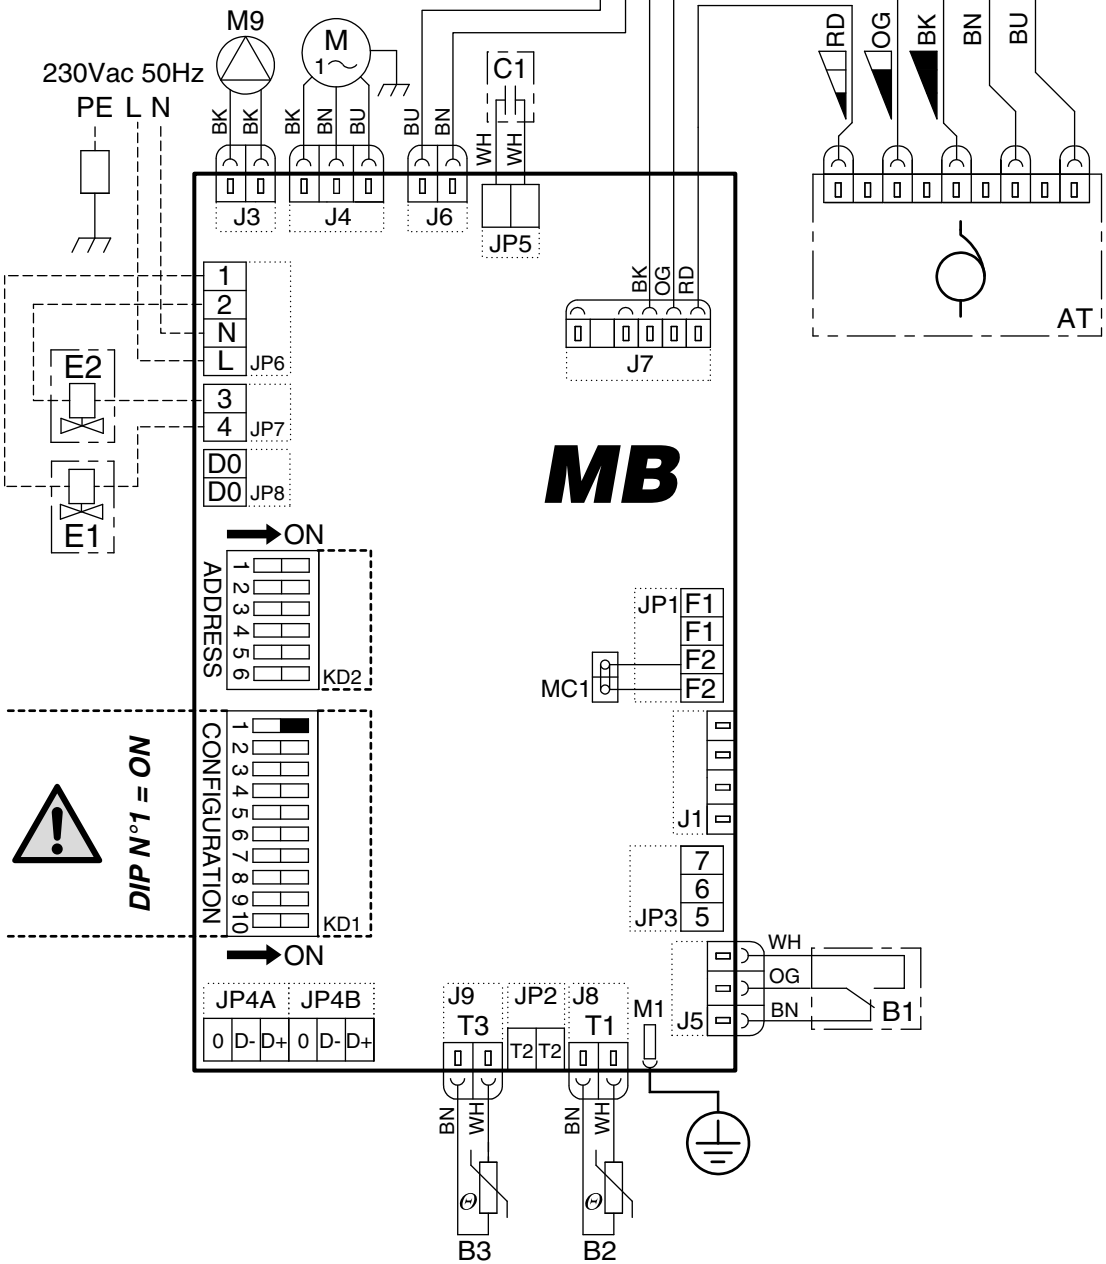 M9
M
1~
230Vac 50Hz
PE L N
BK
BK
BK
BN
BU
BU
BN
WH
WH
C1
RD
OG
BK
BN
BU
J3
J4
J6
JP5
AT
BK
OG
RD
J7
1
2
N
L
JP6
3
4
JP7
D0
D0
JP8
E2
E1
MB
ON
ADDRESS
1
2
3
4
5
6
KD2
JP1
F1
F1
F2
F2
MC1
DIP N°1 = ON
CONFIGURATION
1
2
3
4
5
6
7
8
9
10
KD1
ON
J1
JP3
7
6
5
J5
WH
OG
BN
B1
JP4A
JP4B
0 D- D+ 0 D- D+
J9
T3
JP2
T2 T2
J8
T1
M1
BN
WH
BN
WH
Θ
Θ
B3
B2